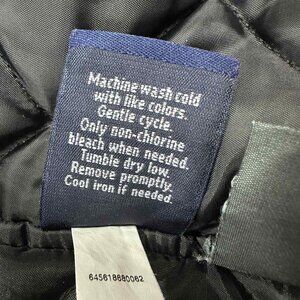 Machine wash cold
with like colors.
Gentle cycle.
Only non-chlorine
bleach when needed.
Tumble dry low.
Remove promptly.
Cool iron if needed.
645618680062